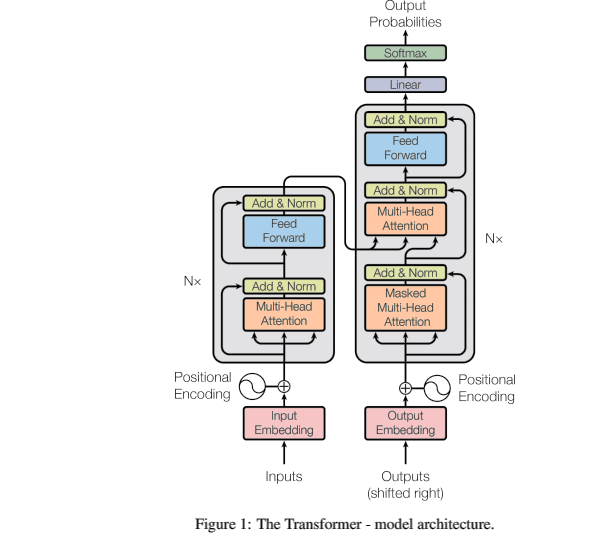 Output
Probabilities
Softmax
Linear
Add & Norm
Feed
Forward
Add & Norm
Multi-Head
Attention
Nx
Add & Norm
Masked
Multi-Head
Attention
Add & Norm
Feed
Forward
Nx
Add & Norm
Multi-Head
Attention
Positional
Encoding
Positional
Encoding
Input
Embedding
Output
Embedding
Inputs
Outputs
(shifted right)
Figure 1: The Transformer - model architecture.